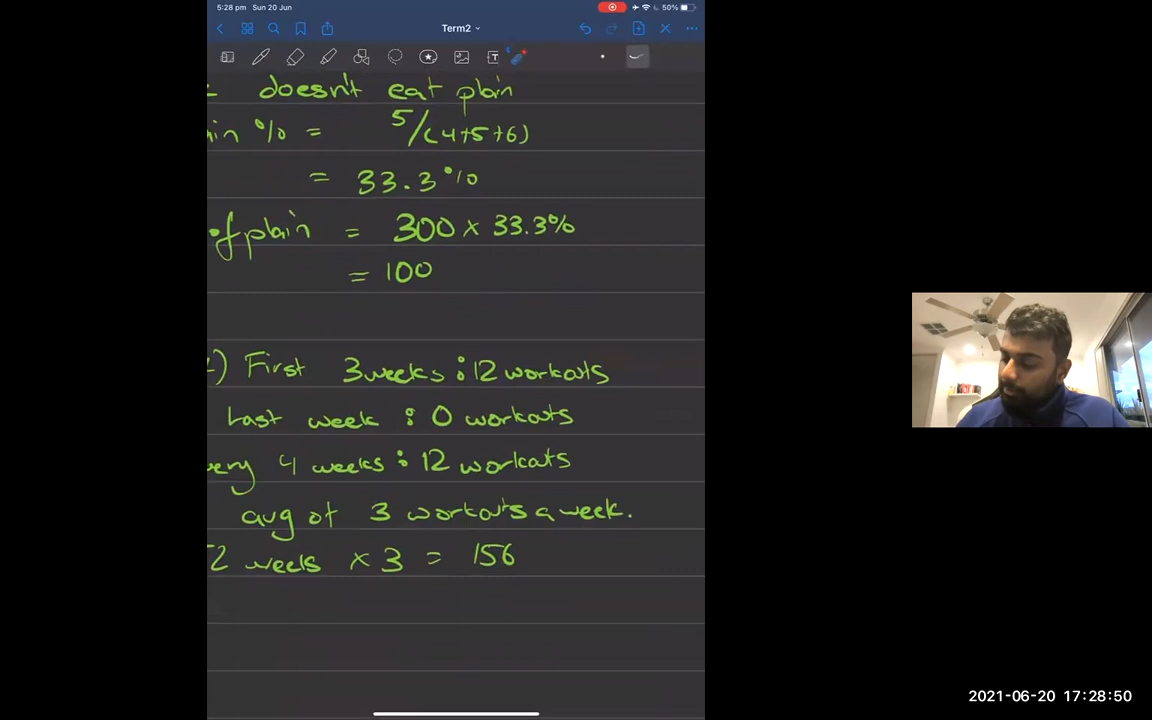 5:28 pm Sun 20 Jun
50%
Term2
doesn't eat plain
in % = 5/(4+5+6)
= 33.3%
of plain = 300 × 33.3%
= 100
) First 3 weeks : 12 workouts
Last week : 0 workouts
very 4 weeks : 12 workouts
avg of 3 workouts a week.
2 weeks × 3 = 156
2021-06-20 17:28:50